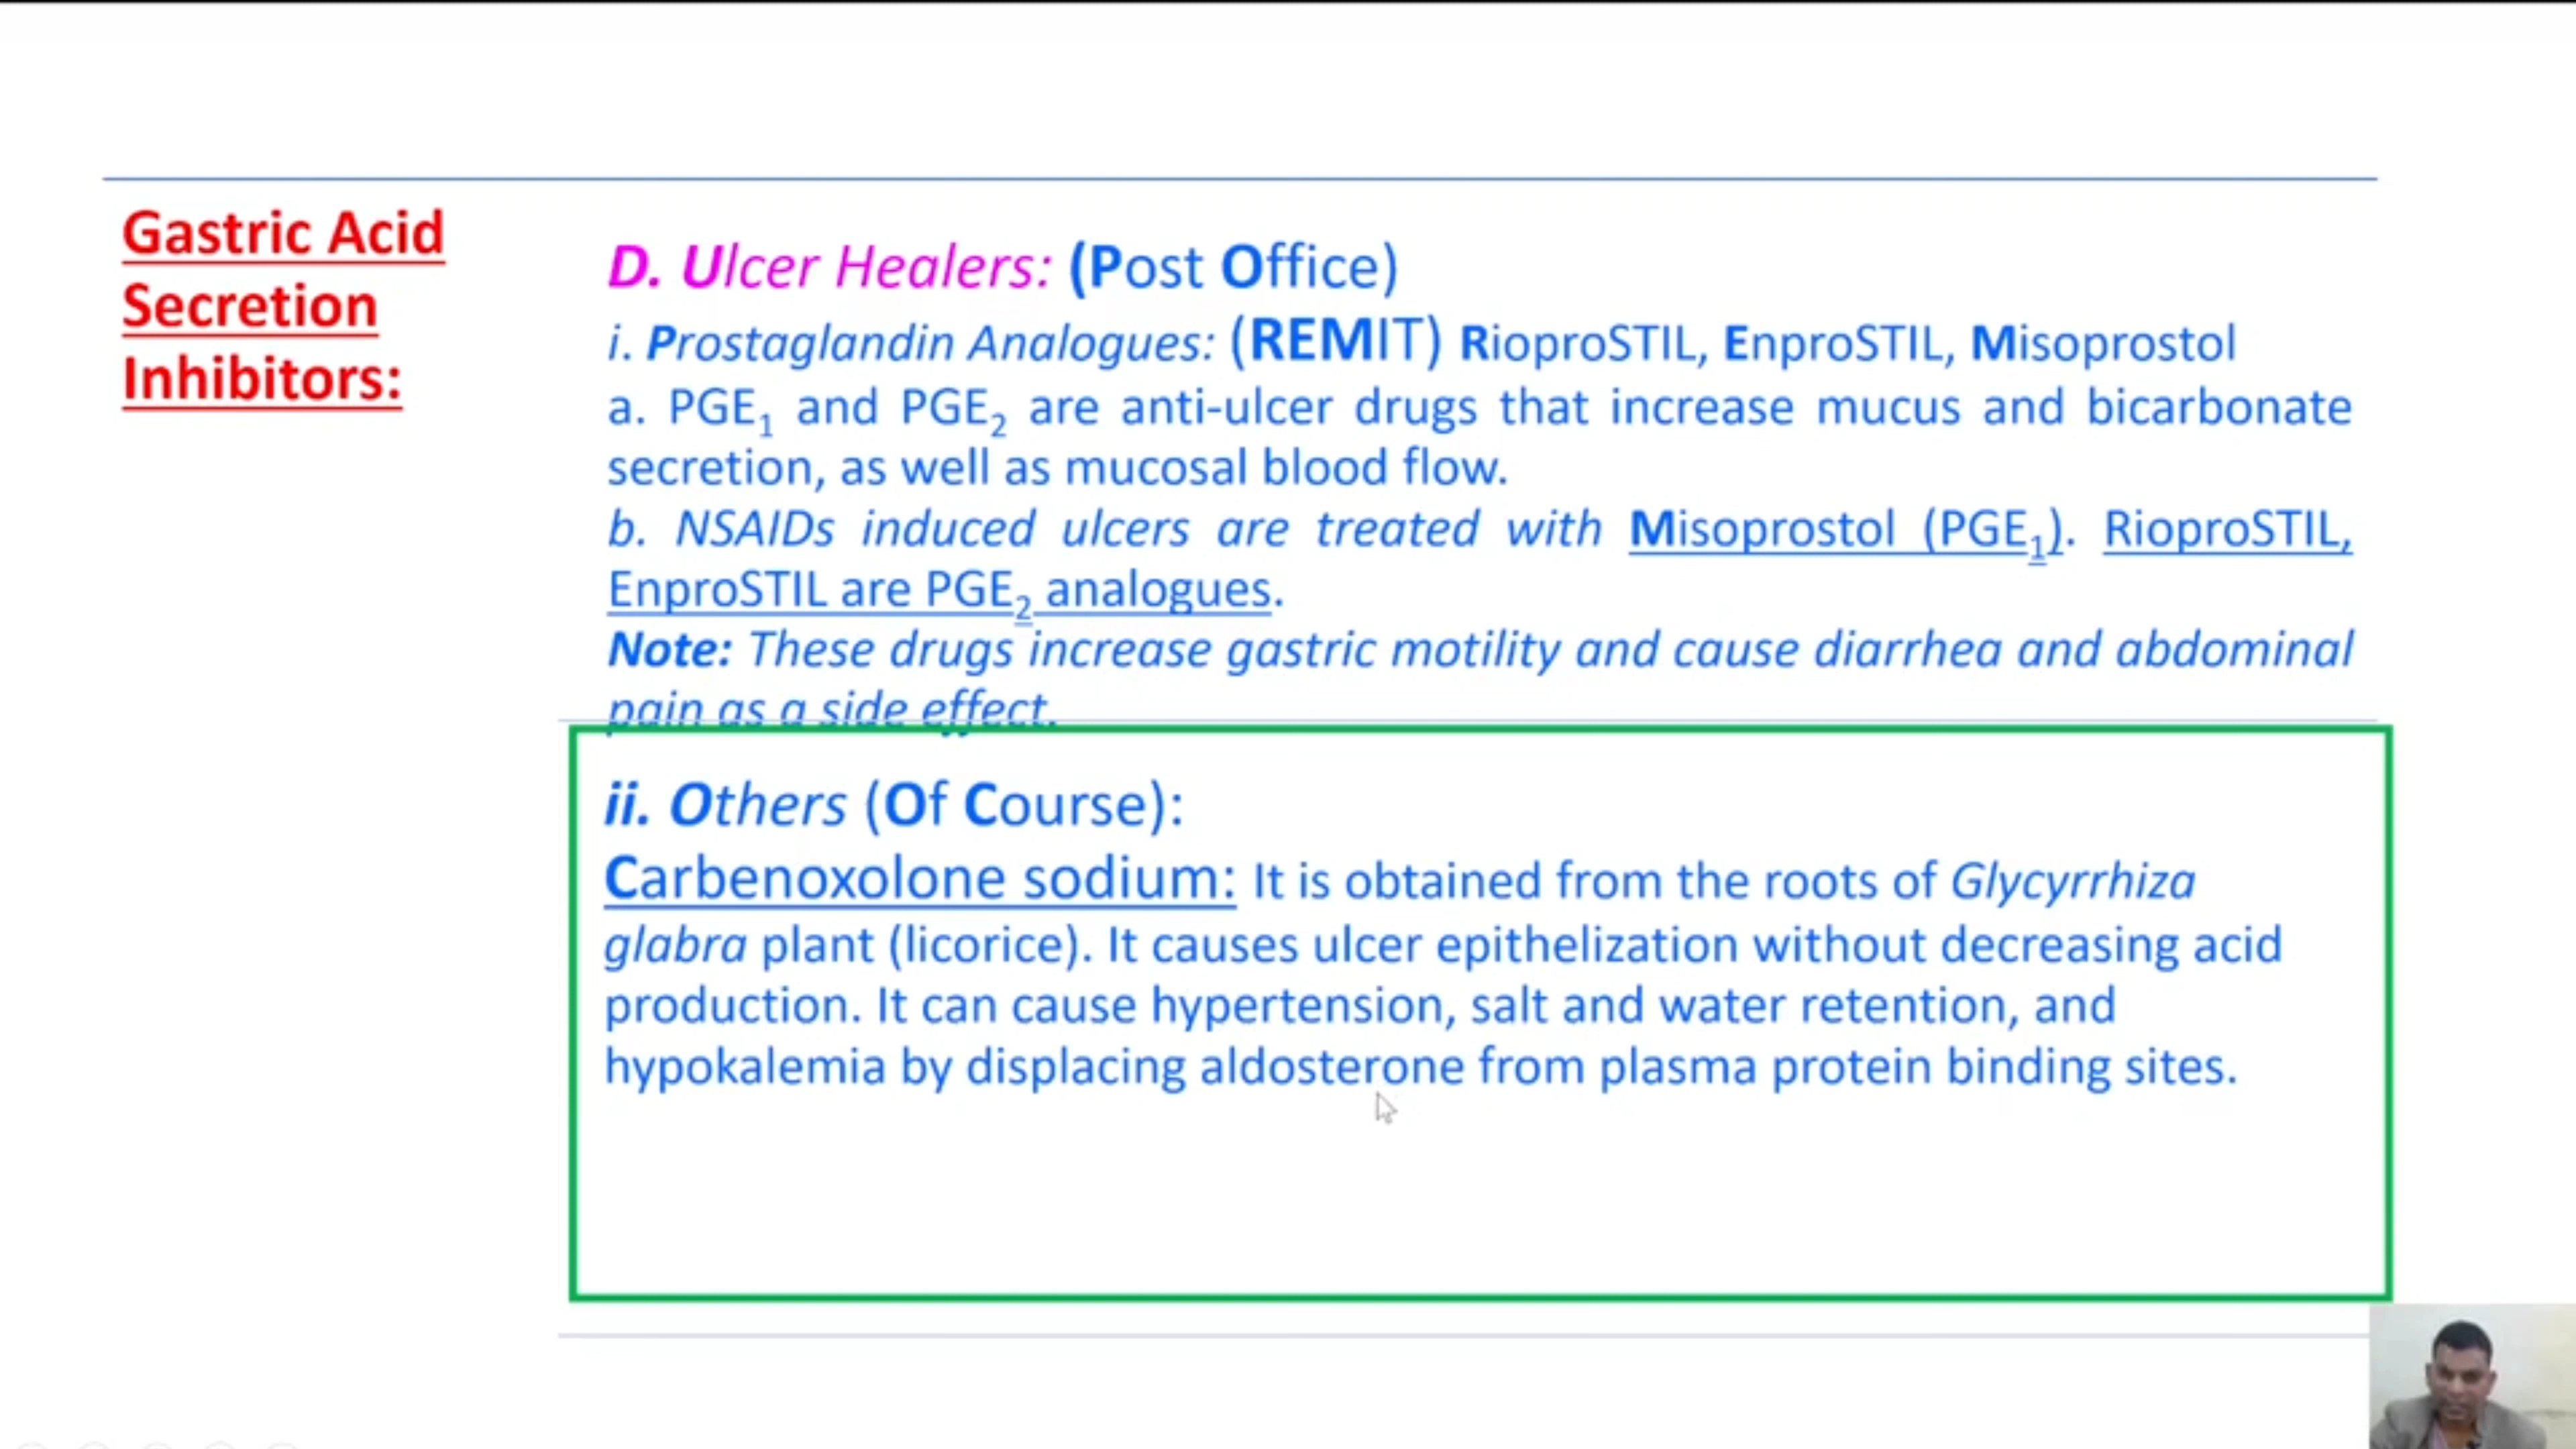 Gastric Acid
Secretion
Inhibitors:
D. Ulcer Healers: (Post Office)
i. Prostaglandin Analogues: (REMIT) RioproSTIL, EnproSTIL, Misoprostol
a. PGE₁ and PGE₂ are anti-ulcer drugs that increase mucus and bicarbonate
secretion, as well as mucosal blood flow.
b. NSAIDs induced ulcers are treated with Misoprostol (PGE₁). RioproSTIL,
EnproSTIL are PGE₂ analogues.
Note: These drugs increase gastric motility and cause diarrhea and abdominal
pain as a side effect.
ii. Others (Of Course):
Carbenoxolone sodium: It is obtained from the roots of Glycyrrhiza
glabra plant (licorice). It causes ulcer epithelization without decreasing acid
production. It can cause hypertension, salt and water retention, and
hypokalemia by displacing aldosterone from plasma protein binding sites.